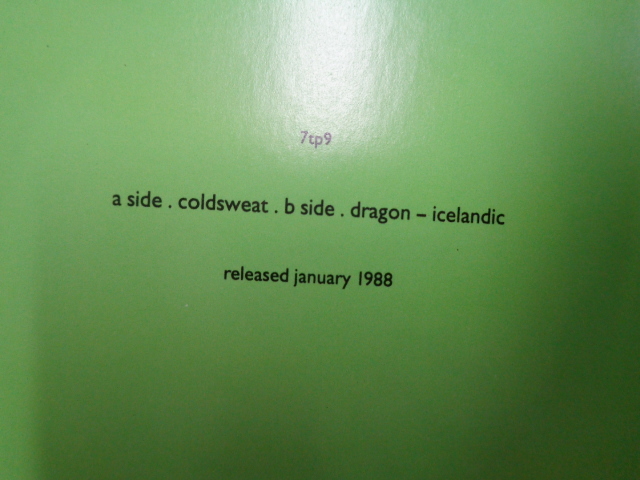 7tp9
a side . coldsweat . b side . dragon – icelandic
released january 1988